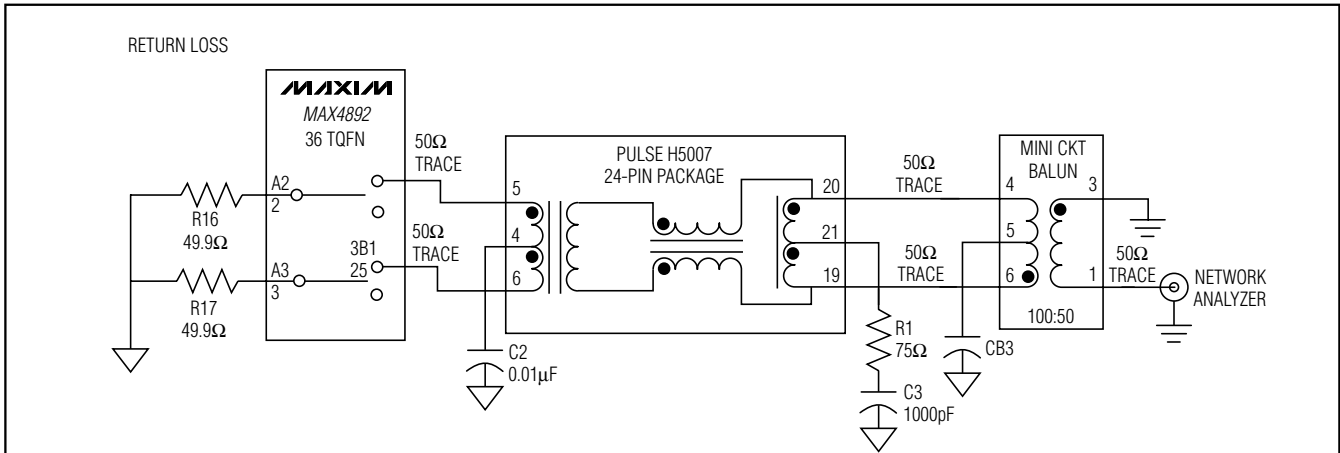 RETURN LOSS
MAXIM
MAX4892
36 TQFN
50Ω
TRACE
A2
2
R16
49.9Ω
3B1
25
50Ω
TRACE
A3
3
R17
49.9Ω
PULSE H5007
24-PIN PACKAGE
5
4
6
20
21
19
C2
0.01µF
50Ω
TRACE
50Ω
TRACE
R1
75Ω
C3
1000pF
MINI CKT
BALUN
4
3
5
6
1
100:50
CB3
50Ω
TRACE
NETWORK
ANALYZER